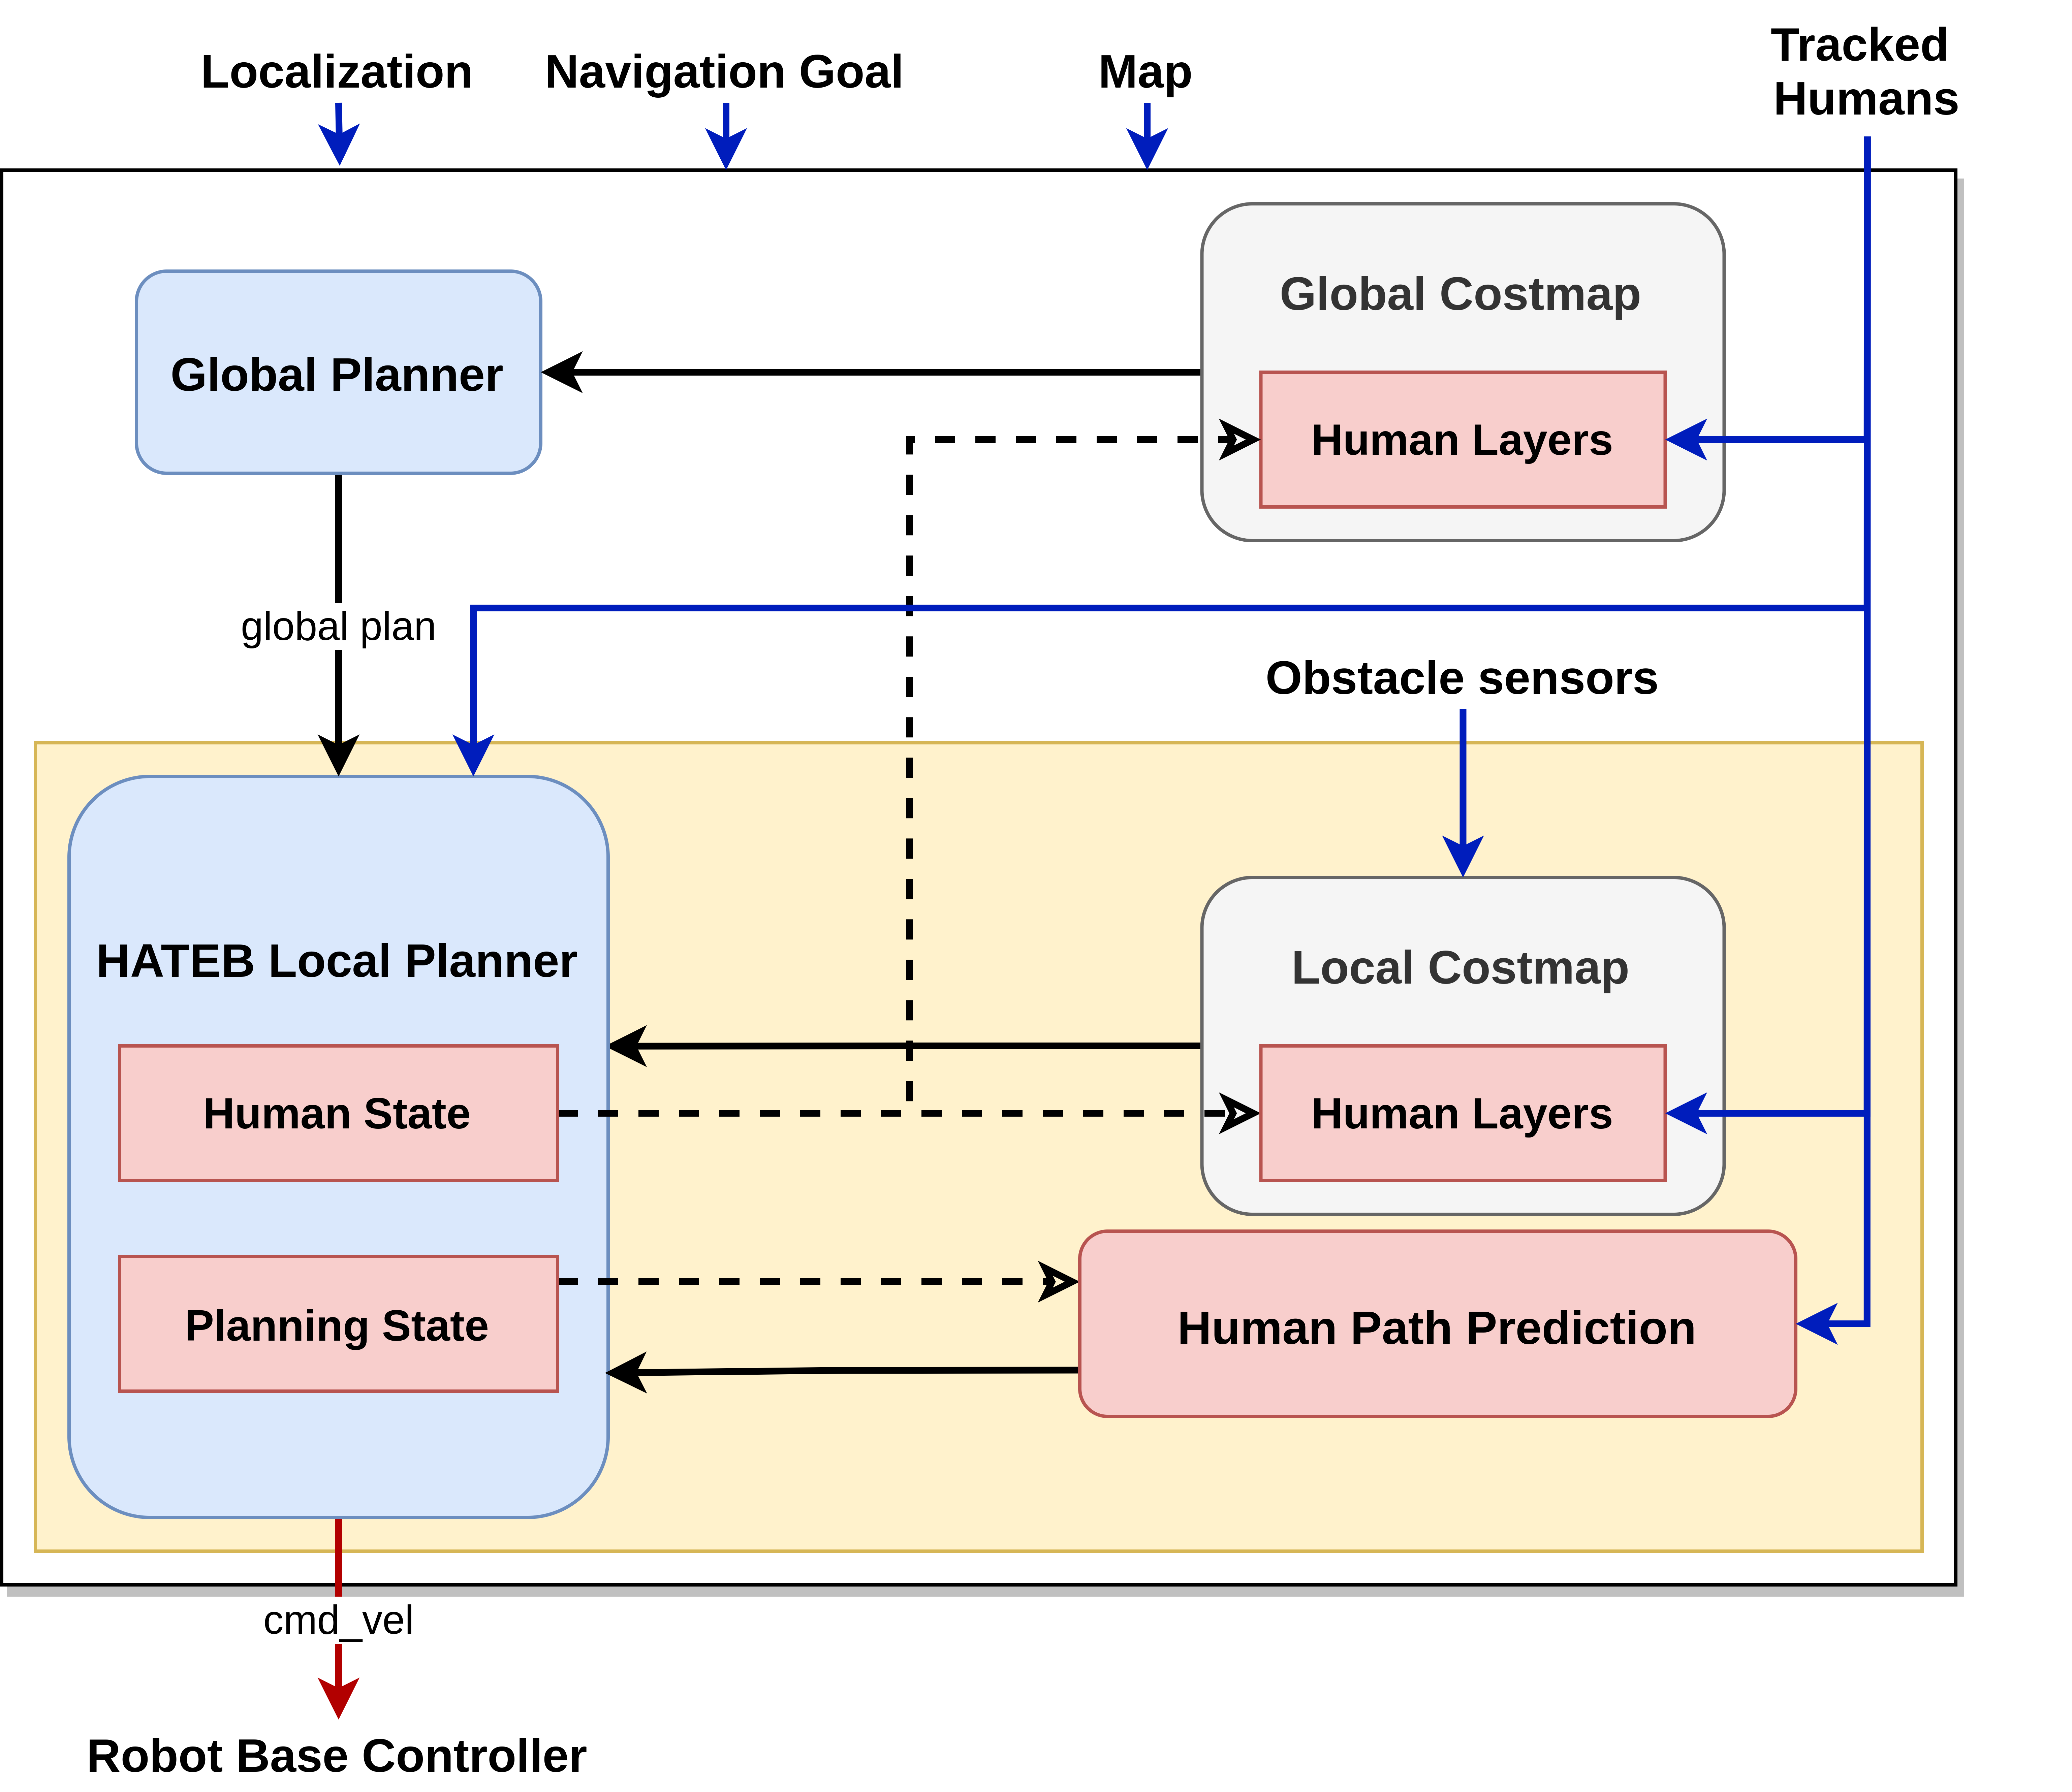 Localization
Navigation Goal
Map
Tracked
Humans
Global Costmap
Global Planner
Human Layers
global plan
Obstacle sensors
HATEB Local Planner
Local Costmap
Human State
Human Layers
Planning State
Human Path Prediction
cmd_vel
Robot Base Controller